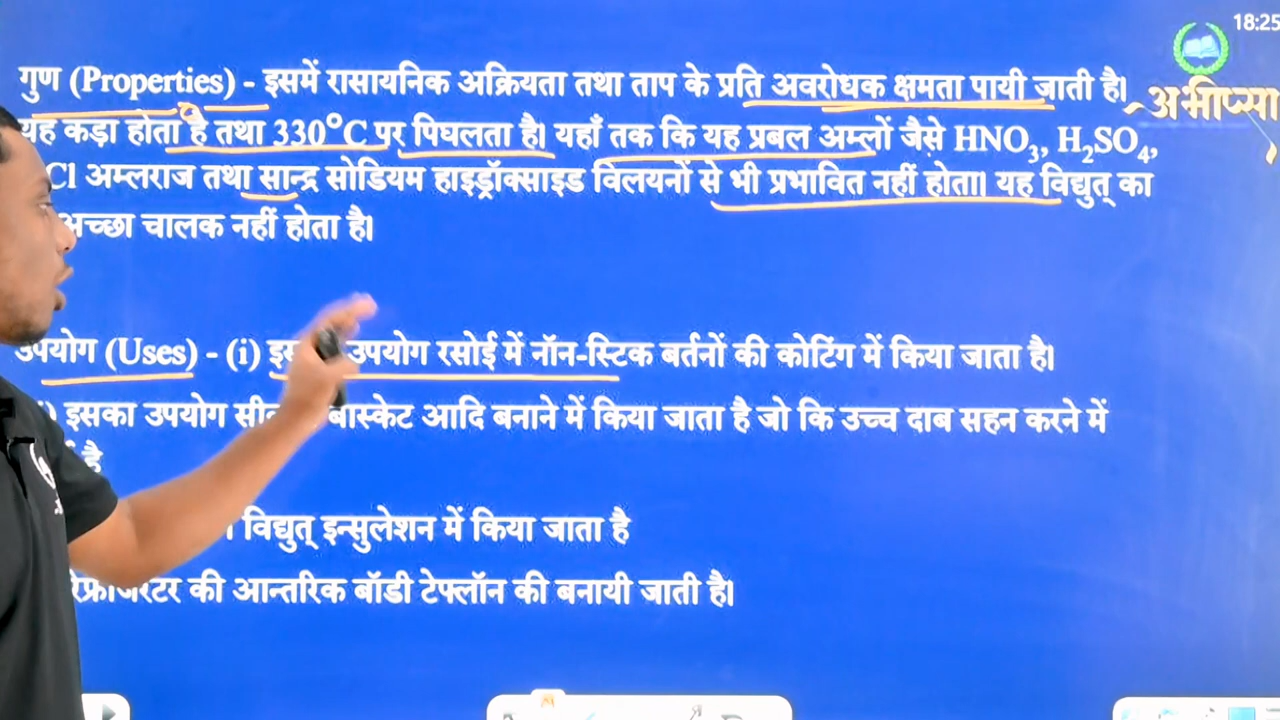 18:25
अभीप्सा
गुण (Properties) - इसमें रासायनिक अक्रियता तथा ताप के प्रति अवरोधक क्षमता पायी जाती है।
यह कड़ा होता है तथा 330°C पर पिघलता है। यहाँ तक कि यह प्रबल अम्लों जैसे HNO₃, H₂SO₄,
Cl अम्लराज तथा सान्द्र सोडियम हाइड्रॉक्साइड विलयनों से भी प्रभावित नहीं होता। यह विद्युत् का
अच्छा चालक नहीं होता है।
उपयोग (Uses) - (i) उपयोग रसोई में नॉन-स्टिक बर्तनों की कोटिंग में किया जाता है।
इसका उपयोग बास्केट आदि बनाने में किया जाता है जो कि उच्च दाब सहन करने में
है
विद्युत् इन्सुलेशन में किया जाता है
की आन्तरिक बॉडी टेफ्लॉन की बनायी जाती है।